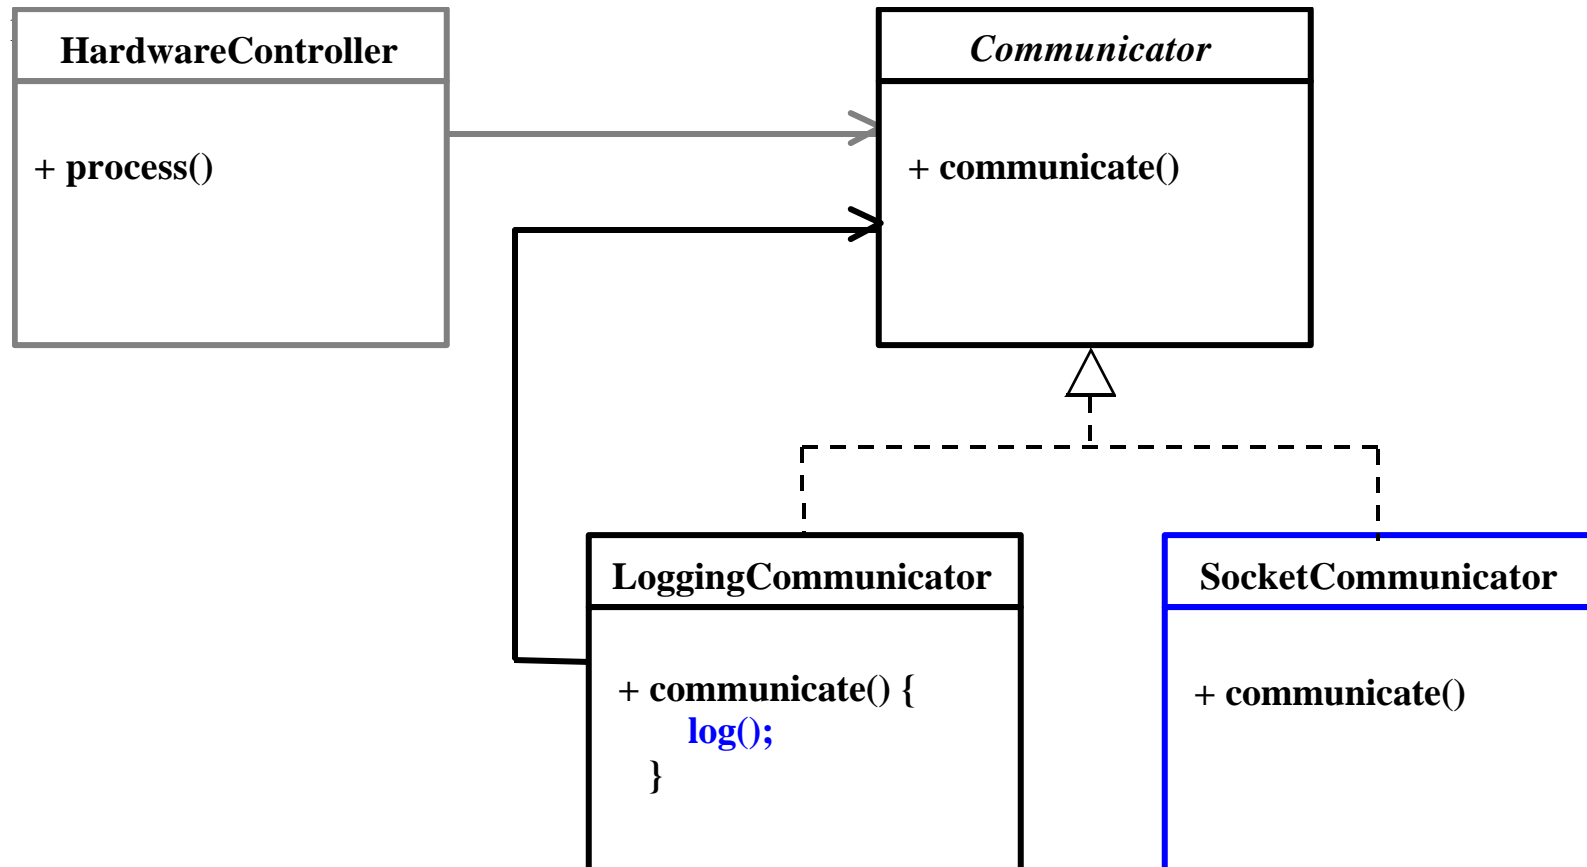 HardwareController
Communicator
+ process()
+ communicate()
LoggingCommunicator
SocketCommunicator
+ communicate() {
log();
}
+ communicate()